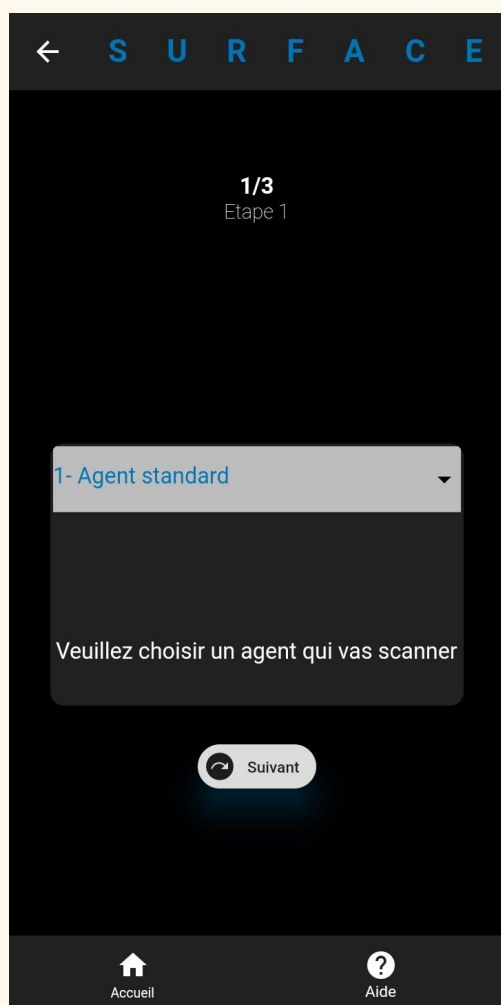 S U R F A C E
1/3
Etape 1
1- Agent standard
Veuillez choisir un agent qui vas scanner
Suivant
Accueil
Aide